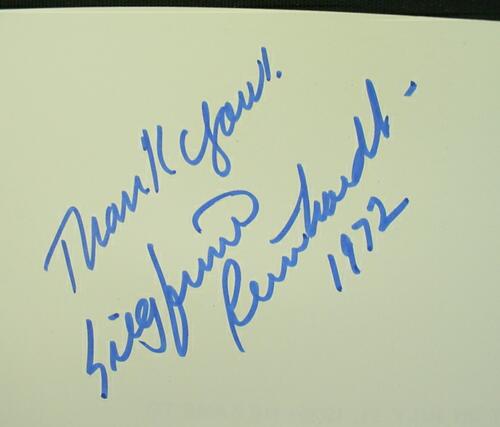 Thank you!
Siegfried
Reinhardt -
1972